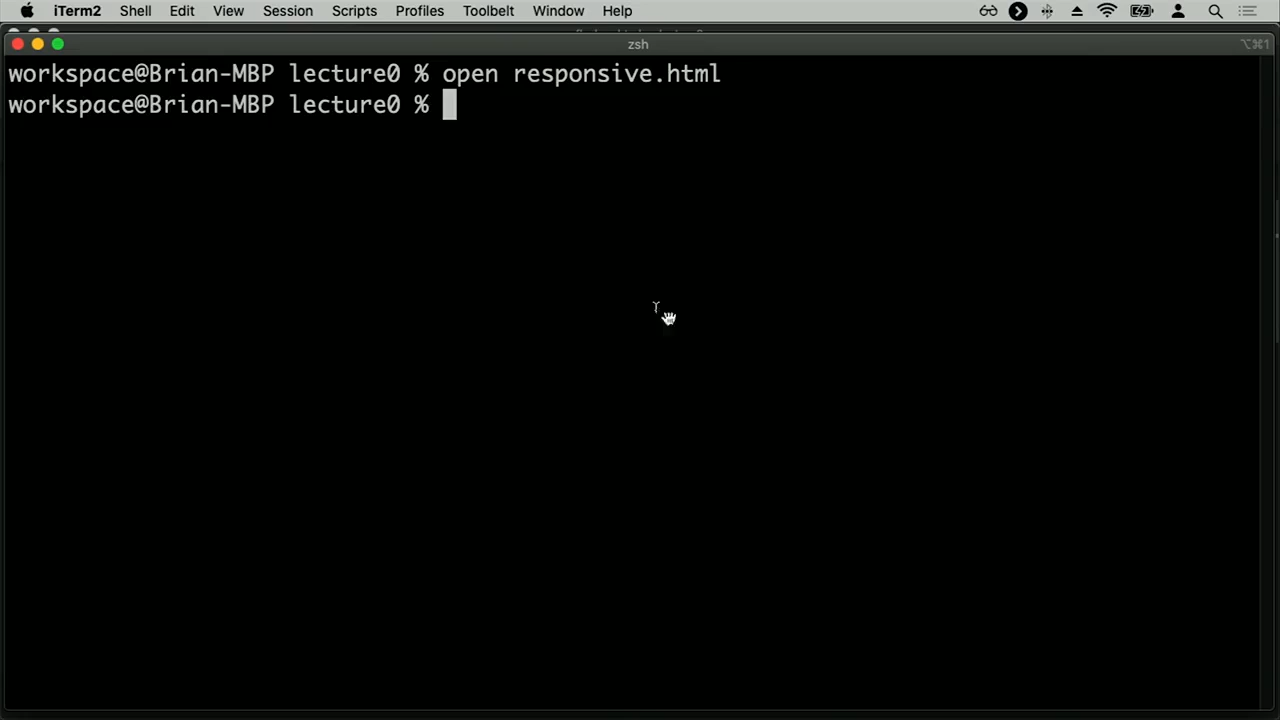 iTerm2 Shell Edit View Session Scripts Profiles Toolbelt Window Help
zsh
⌥⌘1
workspace@Brian-MBP lecture0 % open responsive.html
workspace@Brian-MBP lecture0 %